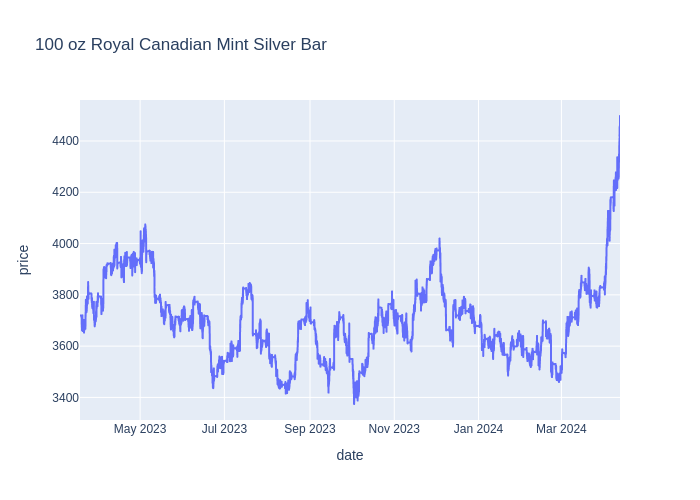 100 oz Royal Canadian Mint Silver Bar
4400
4200
4000
3800
3600
3400
price
May 2023 Jul 2023 Sep 2023 Nov 2023 Jan 2024 Mar 2024
date